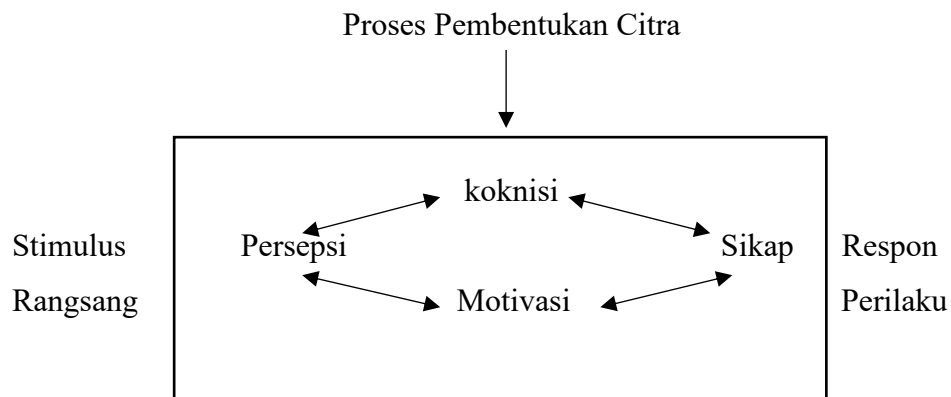 Proses Pembentukan Citra
koknisi
Stimulus Persepsi Sikap Respon
Rangsang Motivasi Perilaku